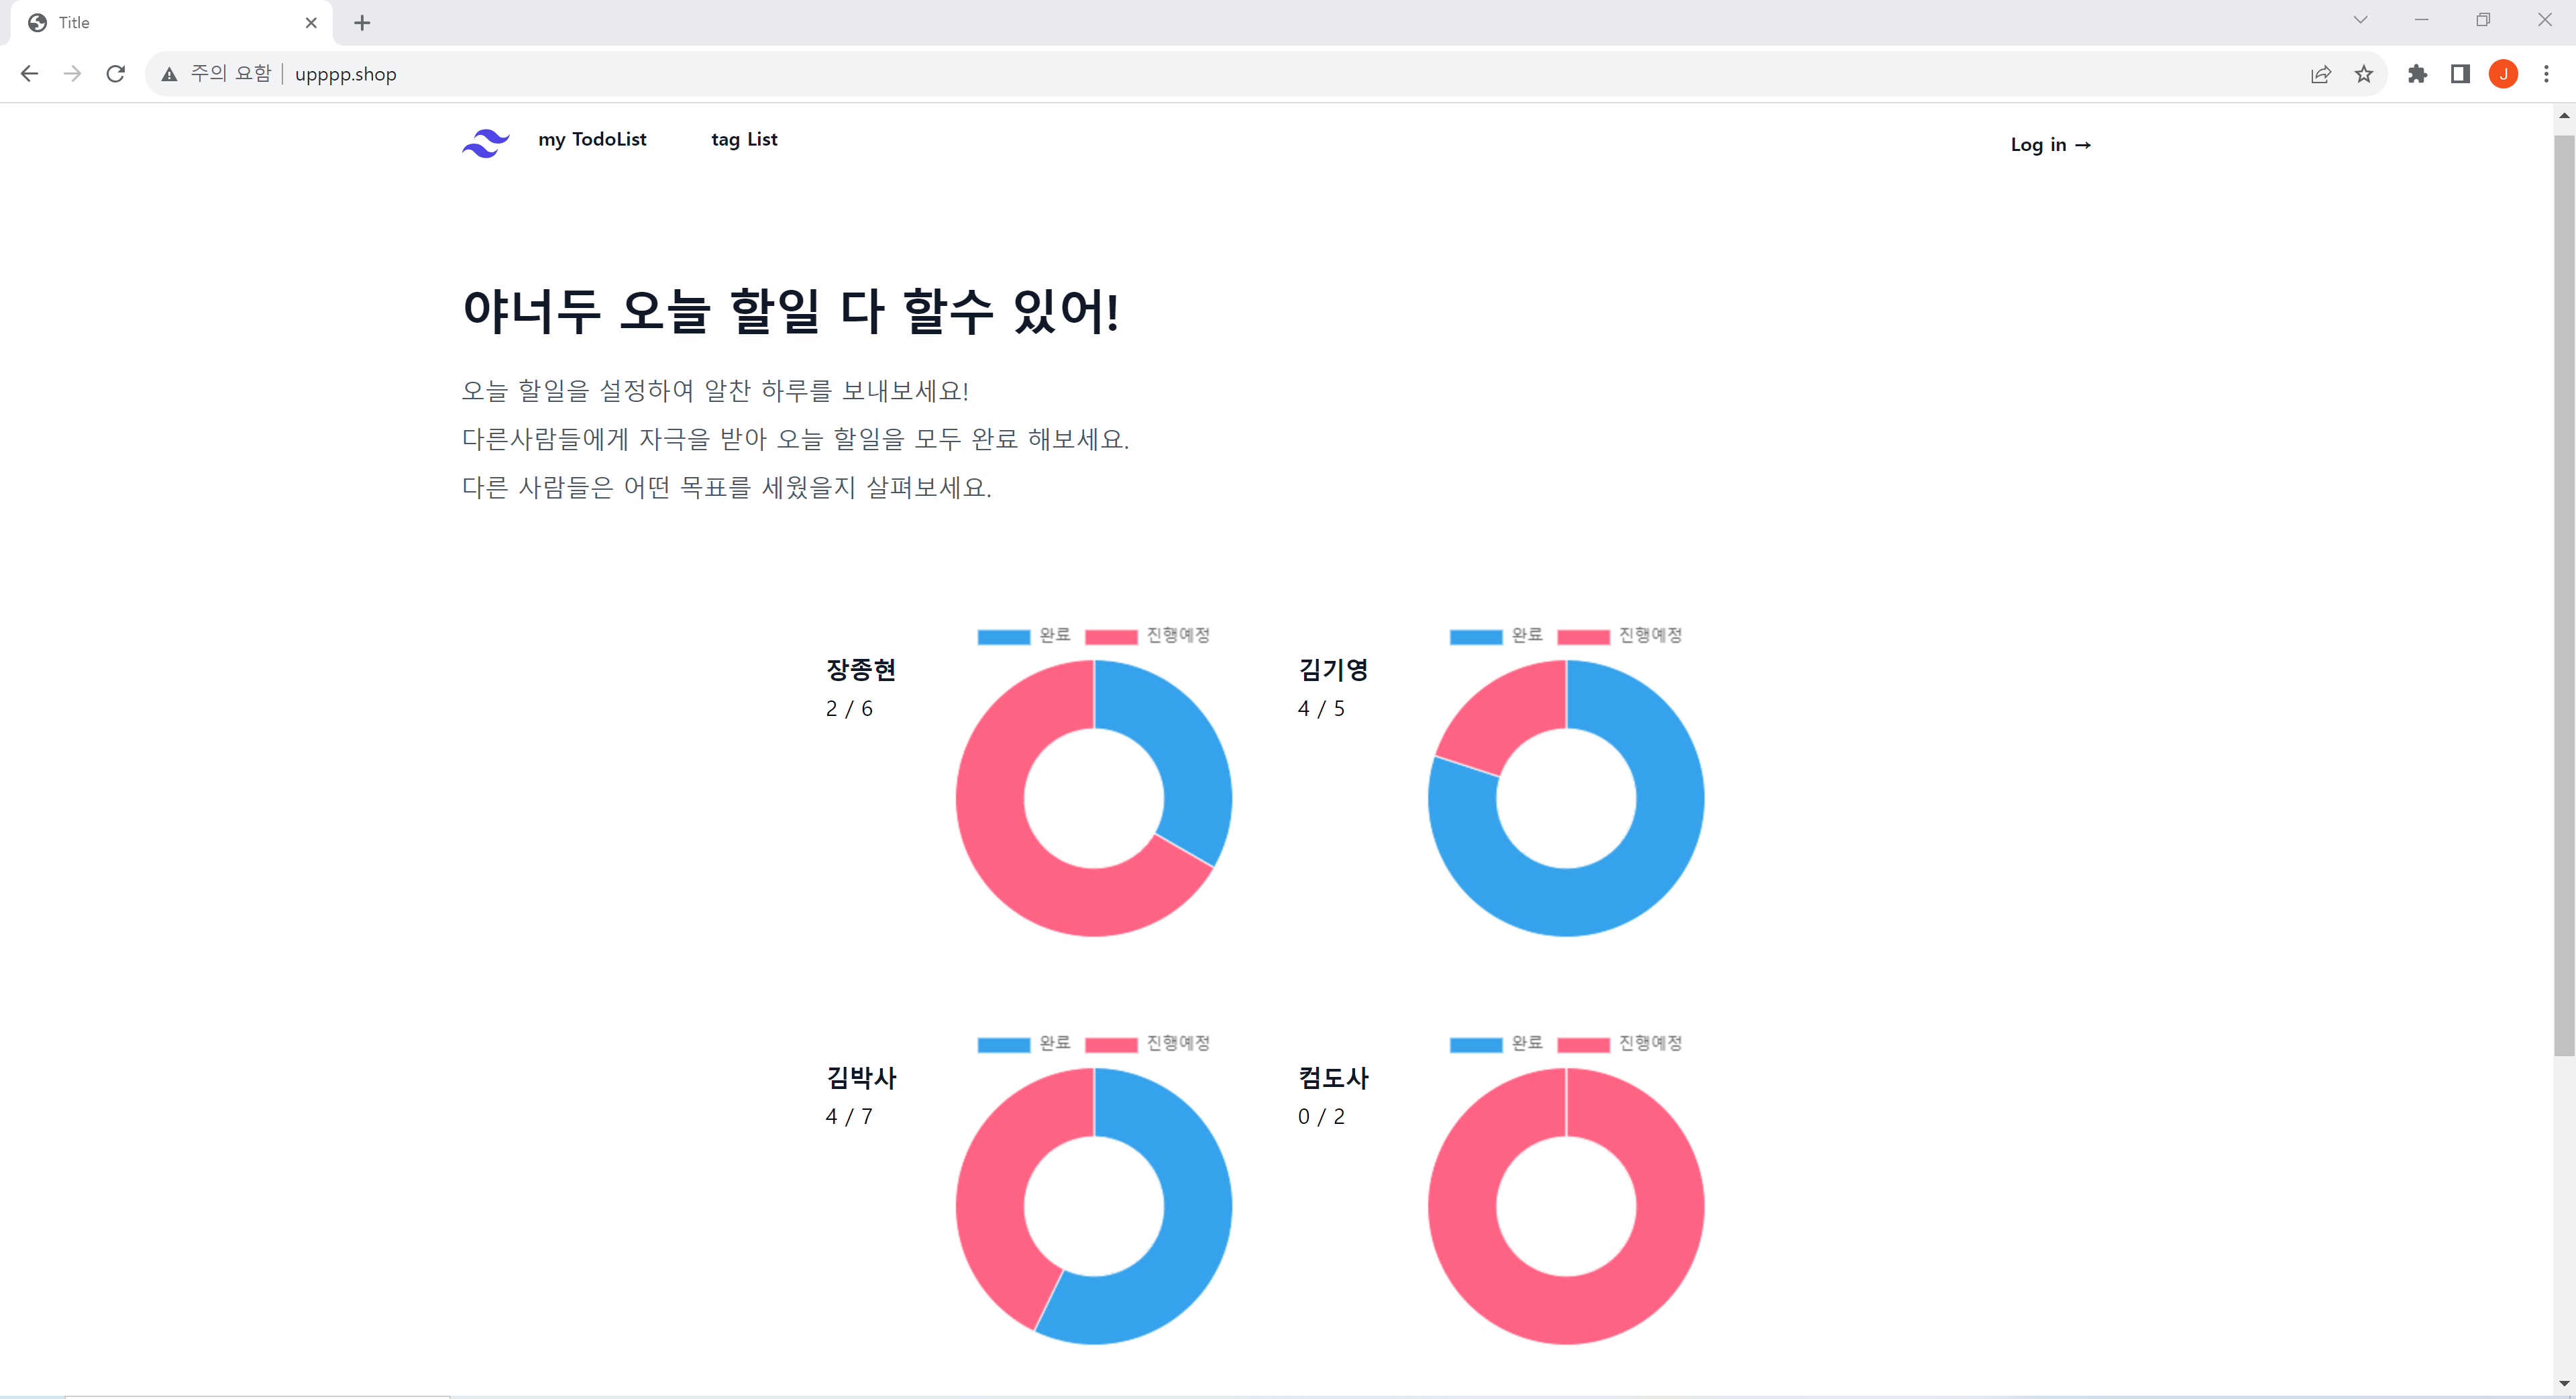 Title
주의 요함 | upppp.shop
J
my TodoList tag List Log in →
야너두 오늘 할일 다 할수 있어!
오늘 할일을 설정하여 알찬 하루를 보내보세요!
다른사람들에게 자극을 받아 오늘 할일을 모두 완료 해보세요.
다른 사람들은 어떤 목표를 세웠을지 살펴보세요.
완료 진행예정
장종현
2 / 6
완료 진행예정
김기영
4 / 5
완료 진행예정
김박사
4 / 7
완료 진행예정
컴도사
0 / 2